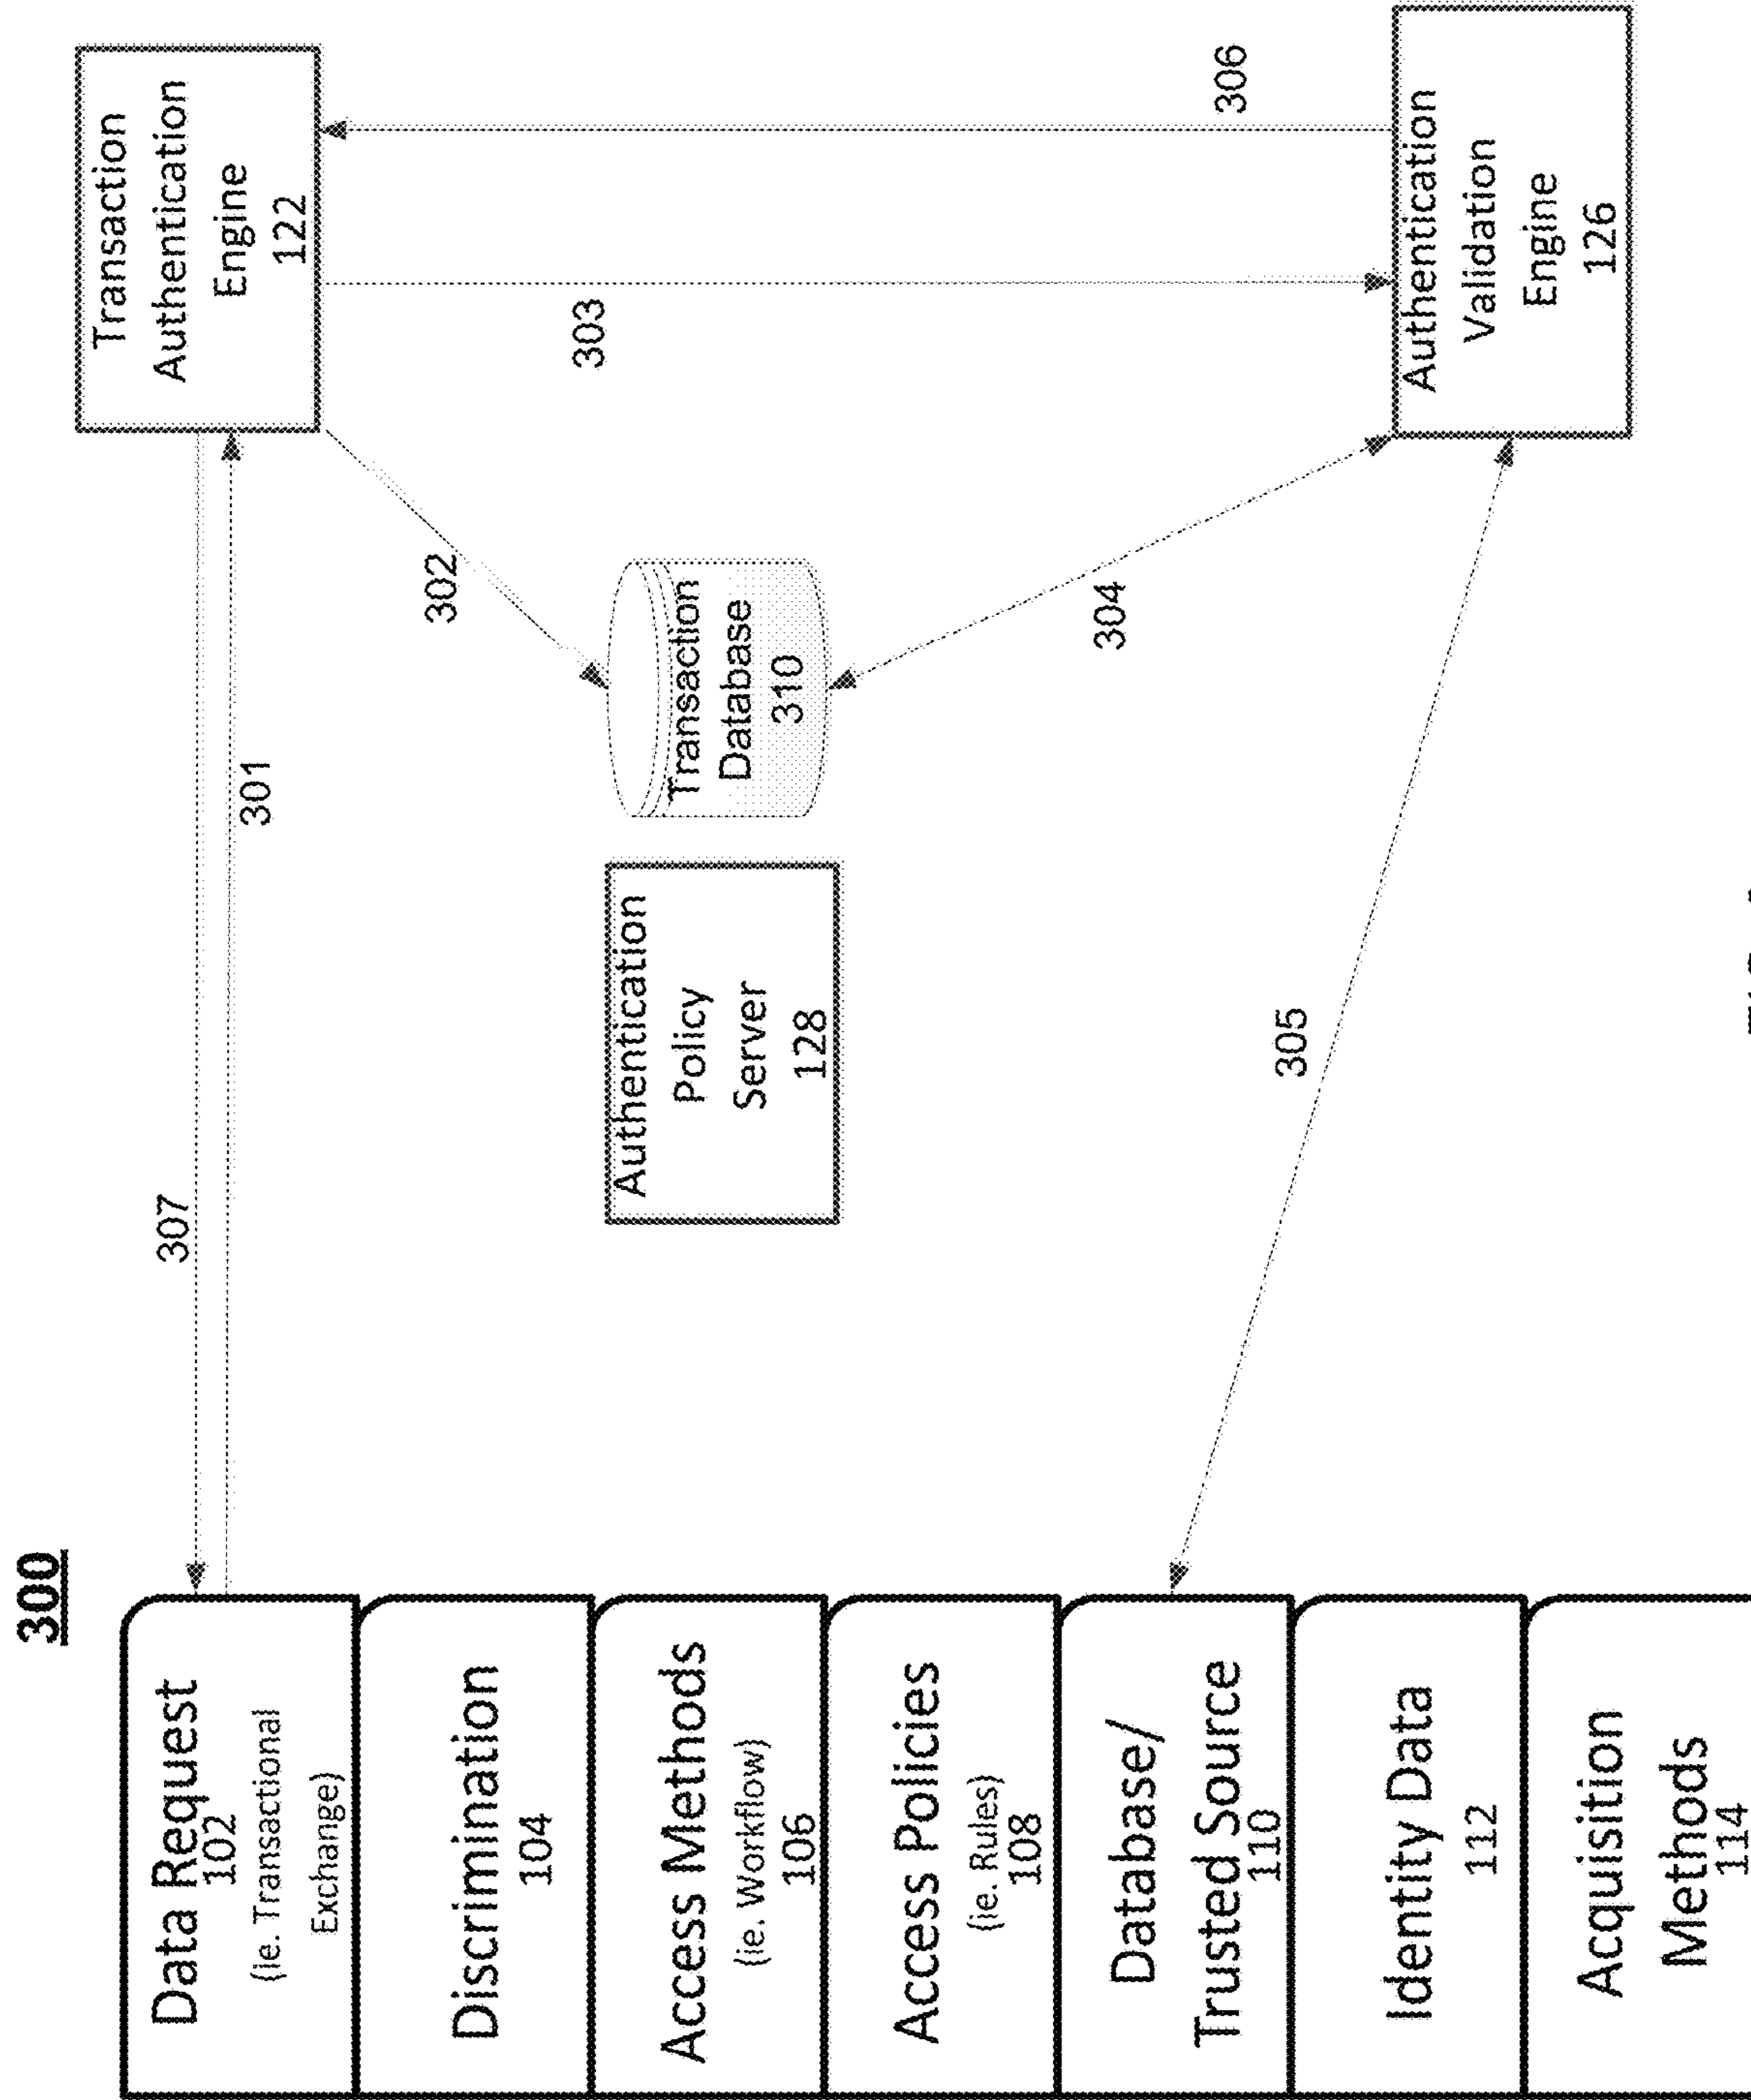 300
Data Request
102
(ie. Transactional
Exchange)
Discrimination
104
Access Methods
(ie. Workflow)
106
Access Policies
(ie. Rules)
108
Database/
Trusted Source
110
Identity Data
112
Acquisition
Methods
114
307
301
302
303
304
305
306
Transaction
Authentication
Engine
122
Transaction
Database
310
Authentication
Policy
Server
128
Authentication
Validation
Engine
126